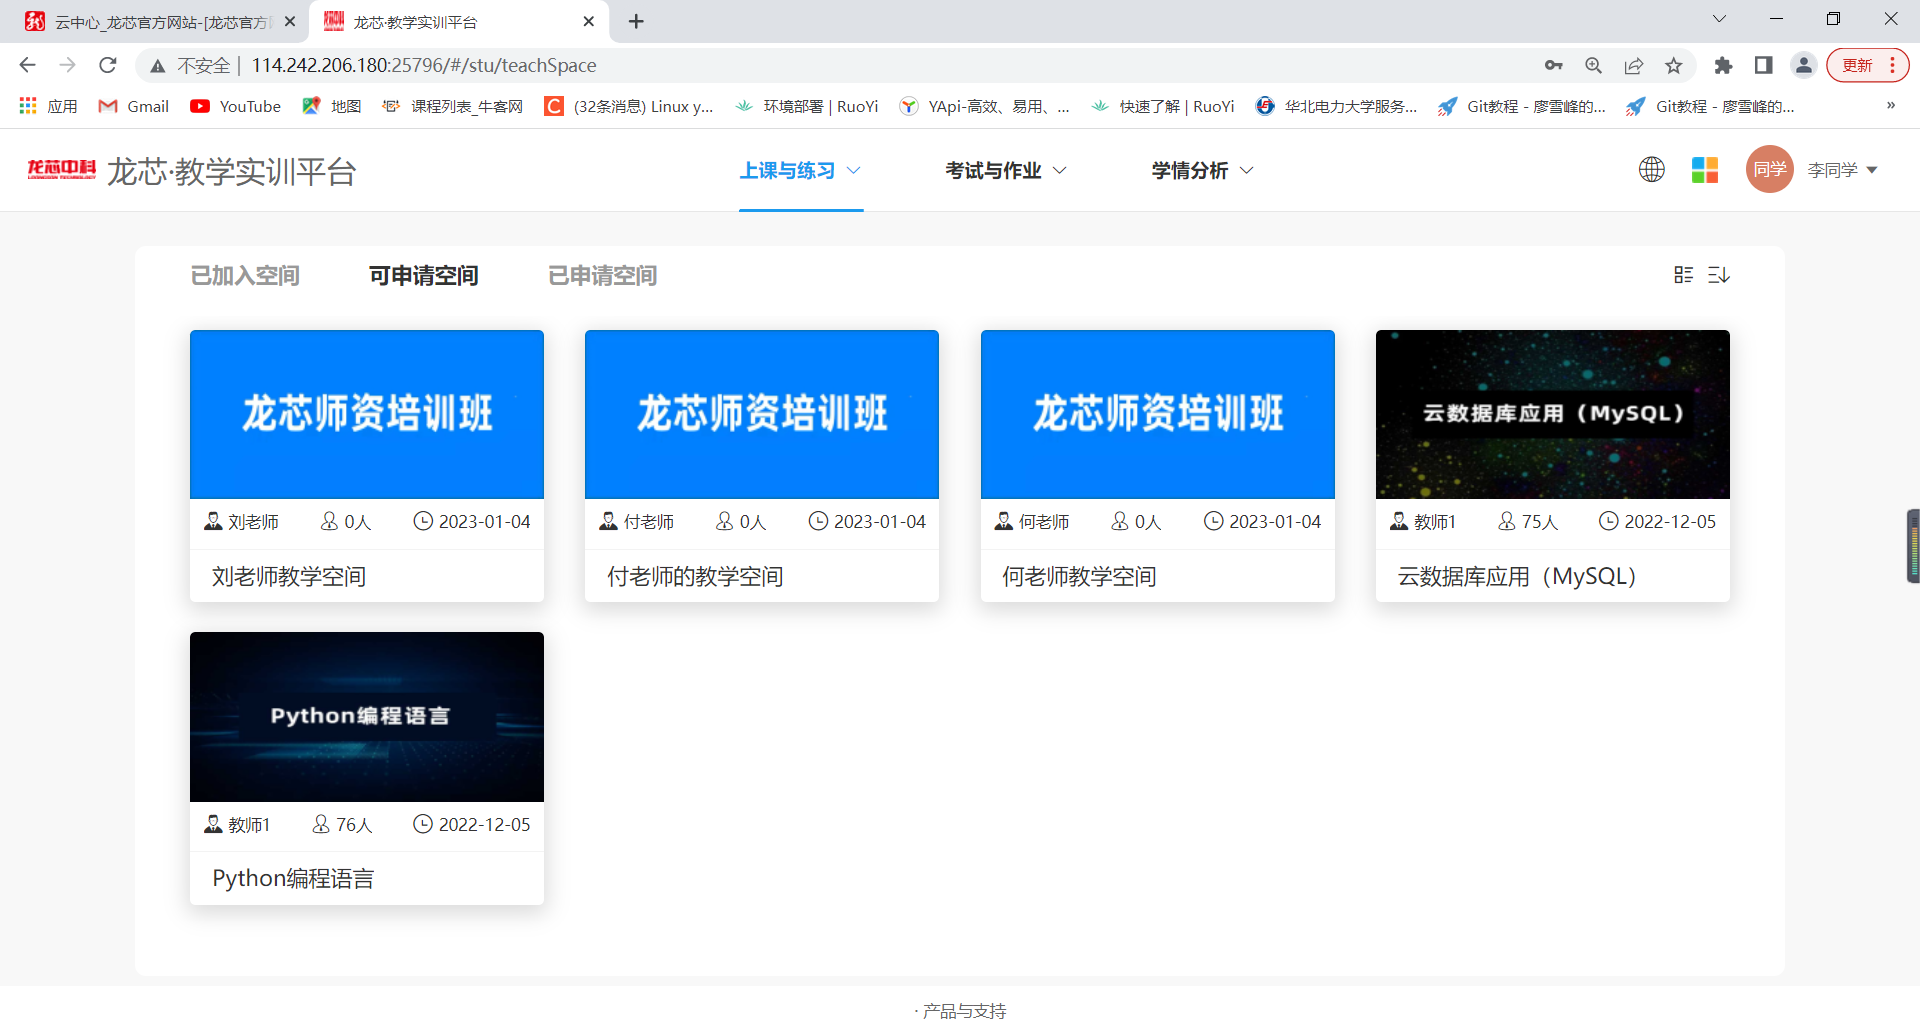 云中心_龙芯官方网站-[龙芯官方网
龙芯·教学实训平台
不安全 | 114.242.206.180:25796/#/stu/teachSpace
更新
应用
Gmail
YouTube
地图
课程列表_牛客网
(32条消息) Linux y...
环境部署 | RuoYi
YApi-高效、易用、...
快速了解 | RuoYi
华北电力大学服务...
Git教程 - 廖雪峰的...
Git教程 - 廖雪峰的...
»
龙芯中科
LOONGSON TECHNOLOGY
龙芯·教学实训平台
上课与练习
考试与作业
学情分析
同学
李同学
已加入空间
可申请空间
已申请空间
龙芯师资培训班
刘老师 0人 2023-01-04
刘老师教学空间
龙芯师资培训班
付老师 0人 2023-01-04
付老师的教学空间
龙芯师资培训班
何老师 0人 2023-01-04
何老师教学空间
云数据库应用（MySQL）
教师1 75人 2022-12-05
云数据库应用（MySQL）
Python编程语言
教师1 76人 2022-12-05
Python编程语言
· 产品与支持